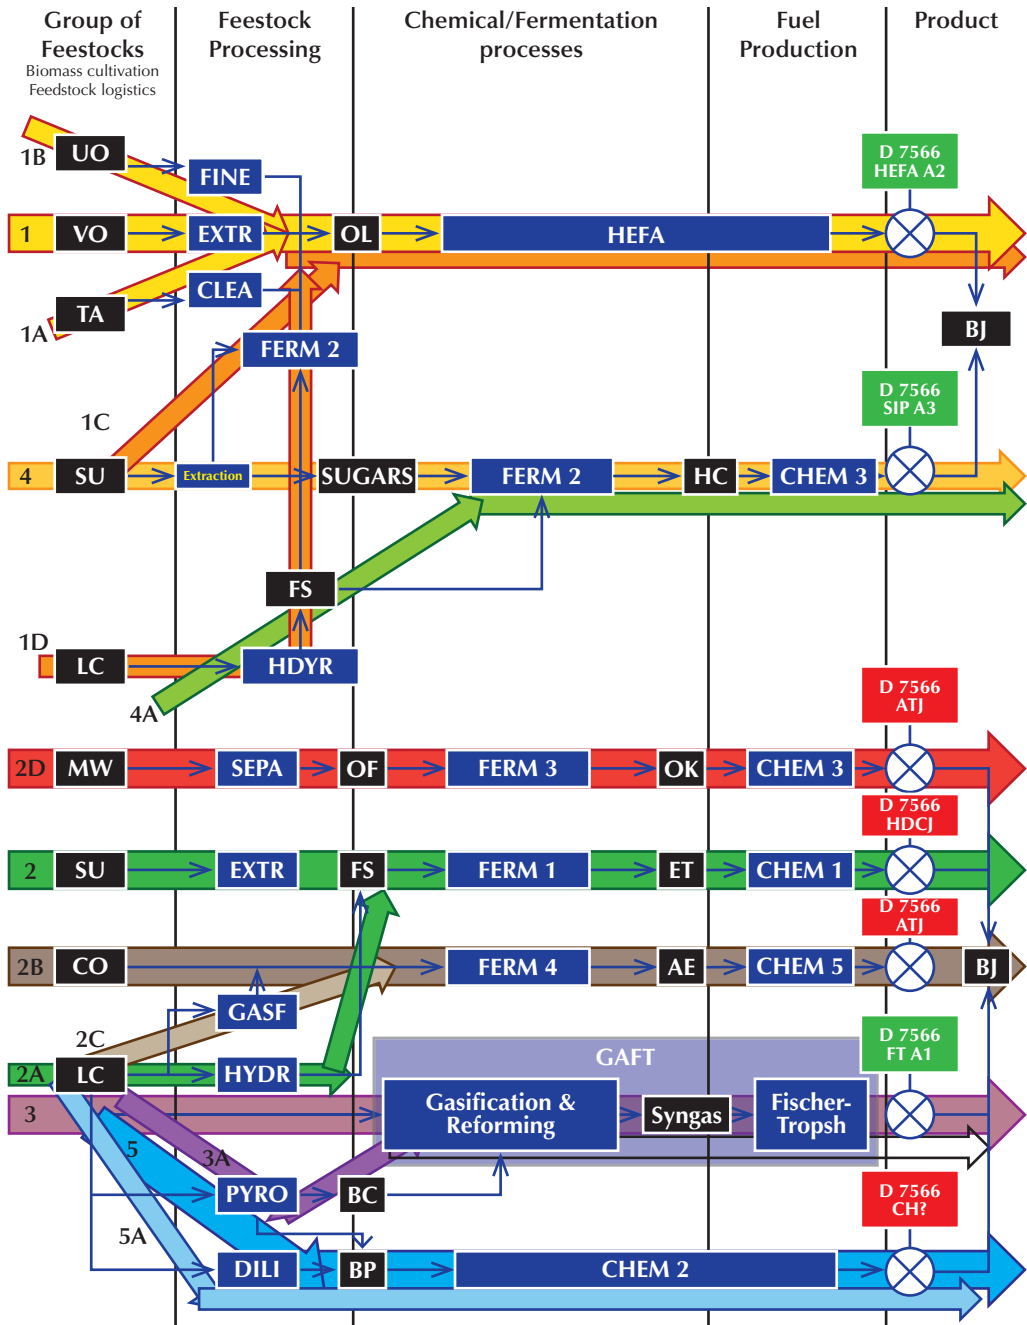 Group of
Feestocks
Biomass cultivation
Feedstock logistics
Feestock
Processing
Chemical/Fermentation
processes
Fuel
Production
Product
1B
UO
FINE
D 7566
HEFA A2
1
VO
EXTR
OL
HEFA
1A
TA
CLEA
BJ
FERM 2
1C
D 7566
SIP A3
4
SU
Extraction
SUGARS
FERM 2
HC
CHEM 3
FS
1D
LC
HDYR
4A
D 7566
ATJ
2D
MW
SEPA
OF
FERM 3
OK
CHEM 3
D 7566
HDCJ
2
SU
EXTR
FS
FERM 1
ET
CHEM 1
D 7566
ATJ
2B
CO
FERM 4
AE
CHEM 5
BJ
GASF
2C
D 7566
FT A1
2A
LC
HYDR
GAFT
3
Gasification &
Reforming
Syngas
Fischer-
Tropsh
5
3A
PYRO
BC
D 7566
CH?
5A
DILI
BP
CHEM 2